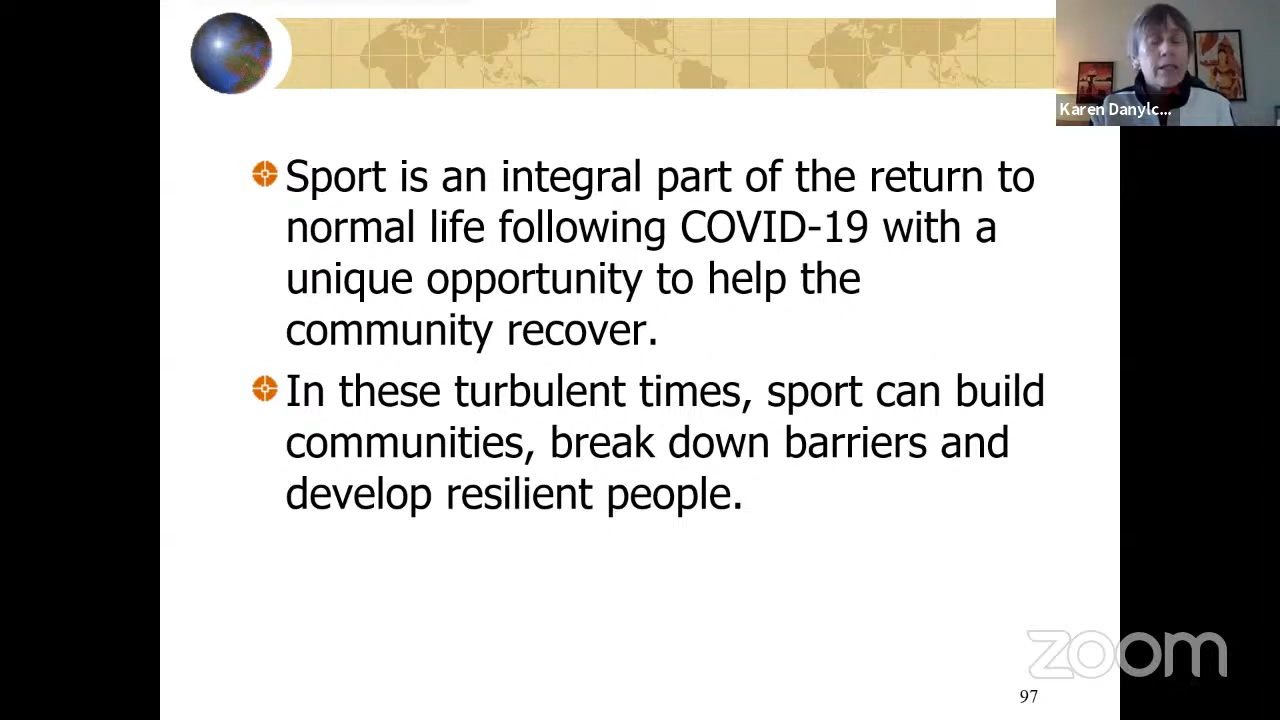 Karen Danylc...
Sport is an integral part of the return to
normal life following COVID-19 with a
unique opportunity to help the
community recover.
In these turbulent times, sport can build
communities, break down barriers and
develop resilient people.
zoom
97